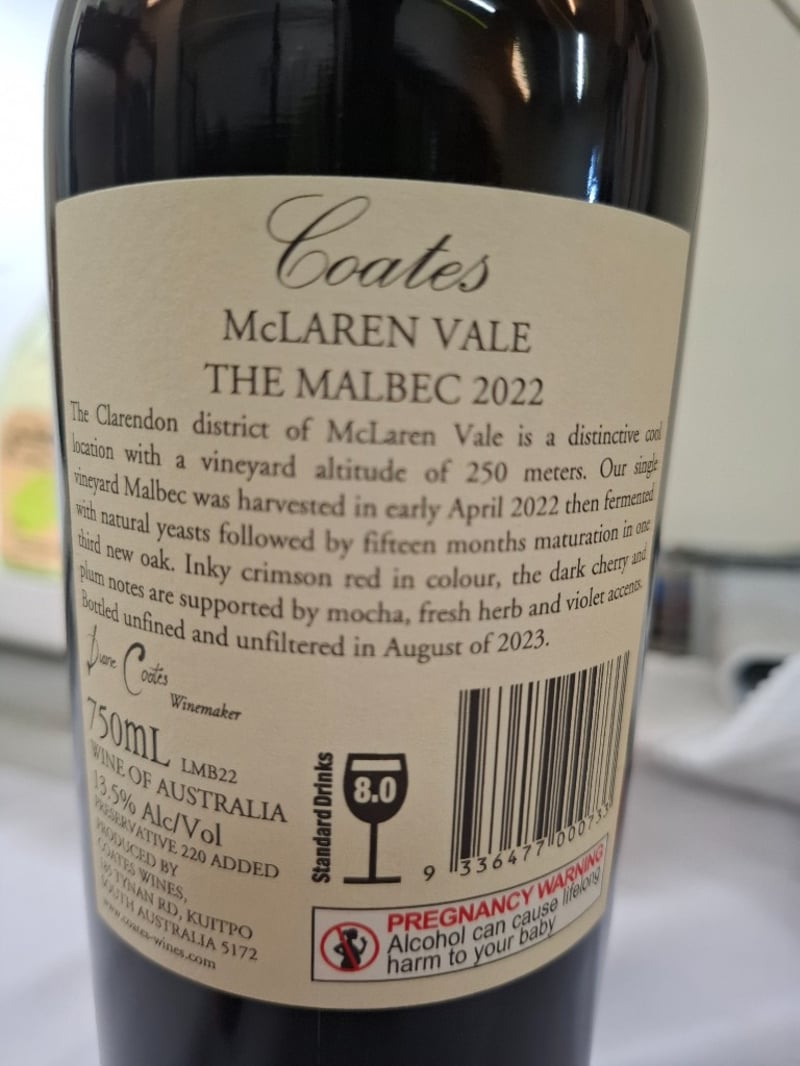 Coates
McLAREN VALE
THE MALBEC 2022
The Clarendon district of McLaren Vale is a distinctive cool
location with a vineyard altitude of 250 meters. Our single
vineyard Malbec was harvested in early April 2022 then fermented
with natural yeasts followed by fifteen months maturation in one
third new oak. Inky crimson red in colour, the dark cherry and
plum notes are supported by mocha, fresh herb and violet accents.
Bottled unfined and unfiltered in August of 2023.
Diane Coates
Winemaker
750mL LMB22
WINE OF AUSTRALIA
13.5% Alc/Vol
PRESERVATIVE 220 ADDED
PRODUCED BY
COATES WINES,
185 TYNAN RD, KUITPO
SOUTH AUSTRALIA 5172
www.coates-wines.com
Standard Drinks
8.0
9 336477 000733
PREGNANCY WARNING
Alcohol can cause lifelong
harm to your baby